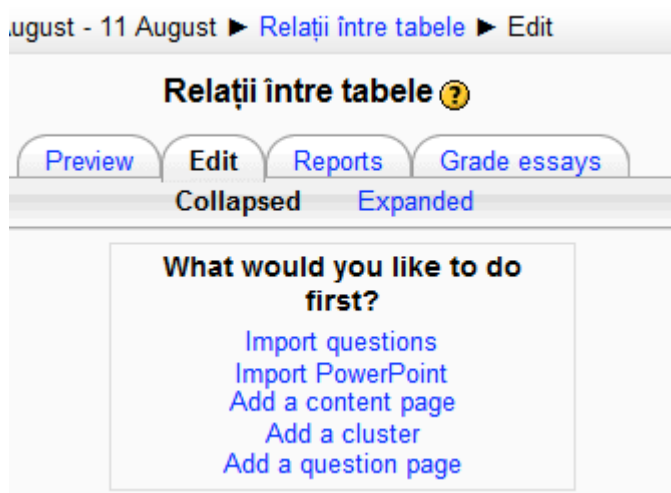 ugust - 11 August ► Relații între tabele ► Edit
Relații între tabele ?
Preview Edit Reports Grade essays
Collapsed Expanded
What would you like to do
first?
Import questions
Import PowerPoint
Add a content page
Add a cluster
Add a question page